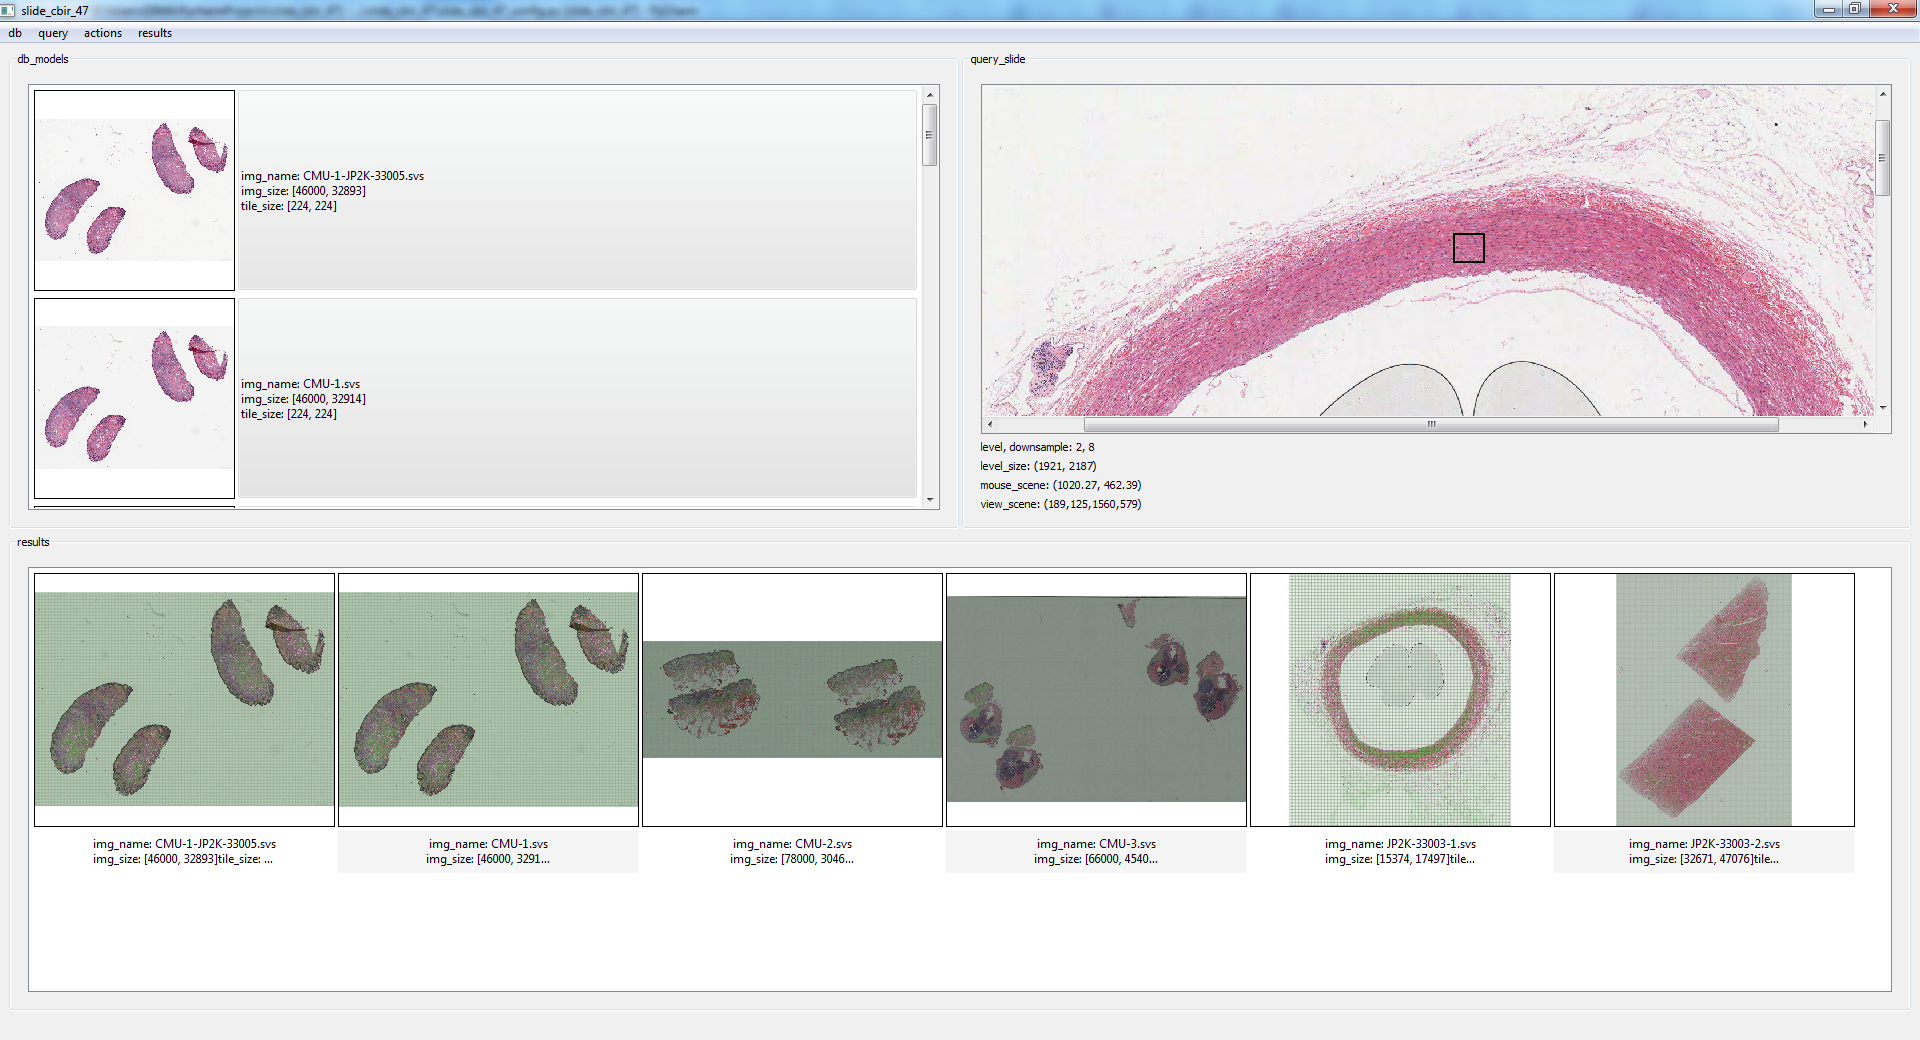 slide_cbir_47
db query actions results
db_models
img_name: CMU-1-JP2K-33005.svs
img_size: [46000, 32893]
tile_size: [224, 224]
img_name: CMU-1.svs
img_size: [46000, 32914]
tile_size: [224, 224]
query_slide
level, downsample: 2, 8
level_size: (1921, 2187)
mouse_scene: (1020.27, 462.39)
view_scene: (189,125,1560,579)
results
img_name: CMU-1-JP2K-33005.svs
img_size: [46000, 32893]tile_size: ...
img_name: CMU-1.svs
img_size: [46000, 3291...
img_name: CMU-2.svs
img_size: [78000, 3046...
img_name: CMU-3.svs
img_size: [66000, 4540...
img_name: JP2K-33003-1.svs
img_size: [15374, 17497]tile...
img_name: JP2K-33003-2.svs
img_size: [32671, 47076]tile...